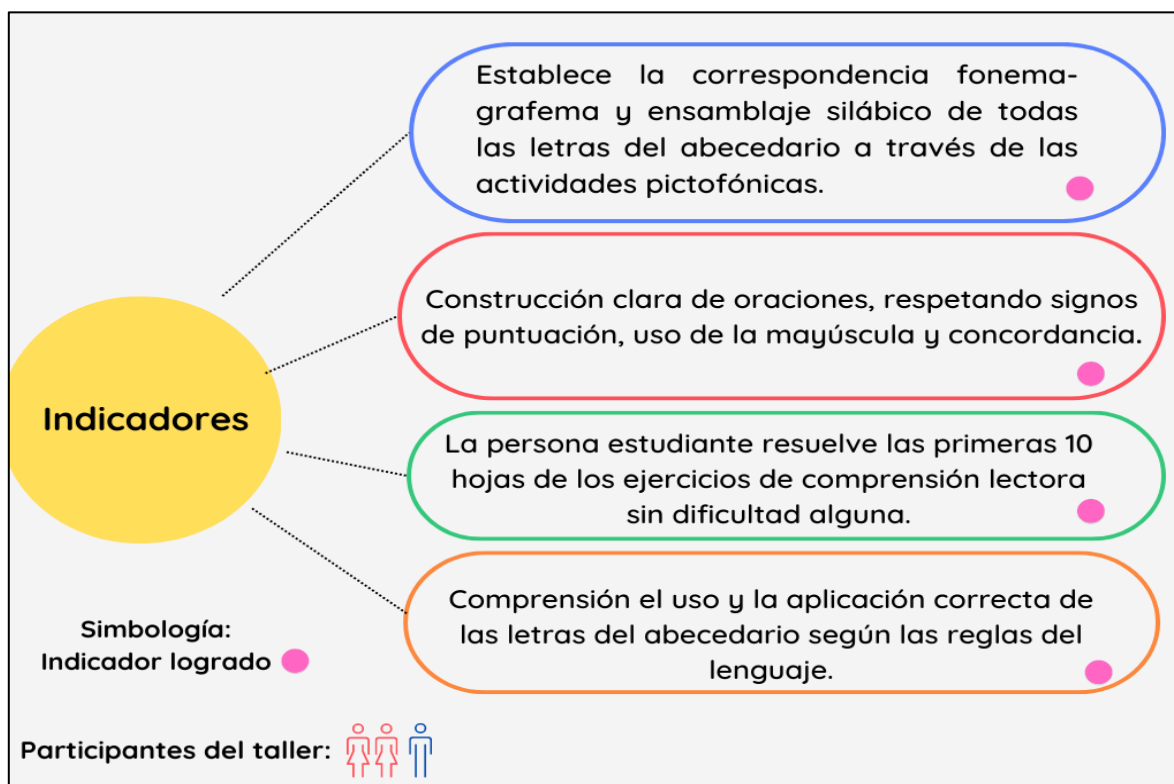 Establece la correspondencia fonema-
grafema y ensamblaje silábico de todas
las letras del abecedario a través de las
actividades pictofónicas.
Construcción clara de oraciones, respetando signos
de puntuación, uso de la mayúscula y concordancia.
Indicadores
La persona estudiante resuelve las primeras 10
hojas de los ejercicios de comprensión lectora
sin dificultad alguna.
Comprensión el uso y la aplicación correcta de
las letras del abecedario según las reglas del
lenguaje.
Simbología:
Indicador logrado
Participantes del taller: